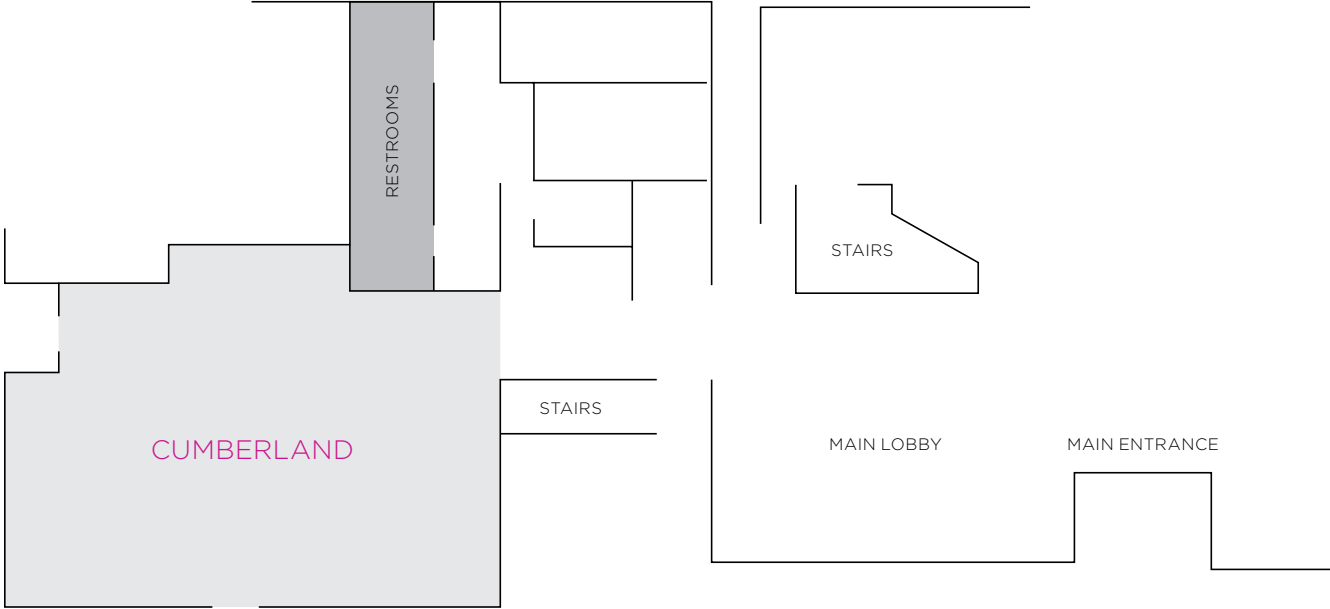 RESTROOMS
STAIRS
STAIRS
CUMBERLAND
MAIN LOBBY
MAIN ENTRANCE